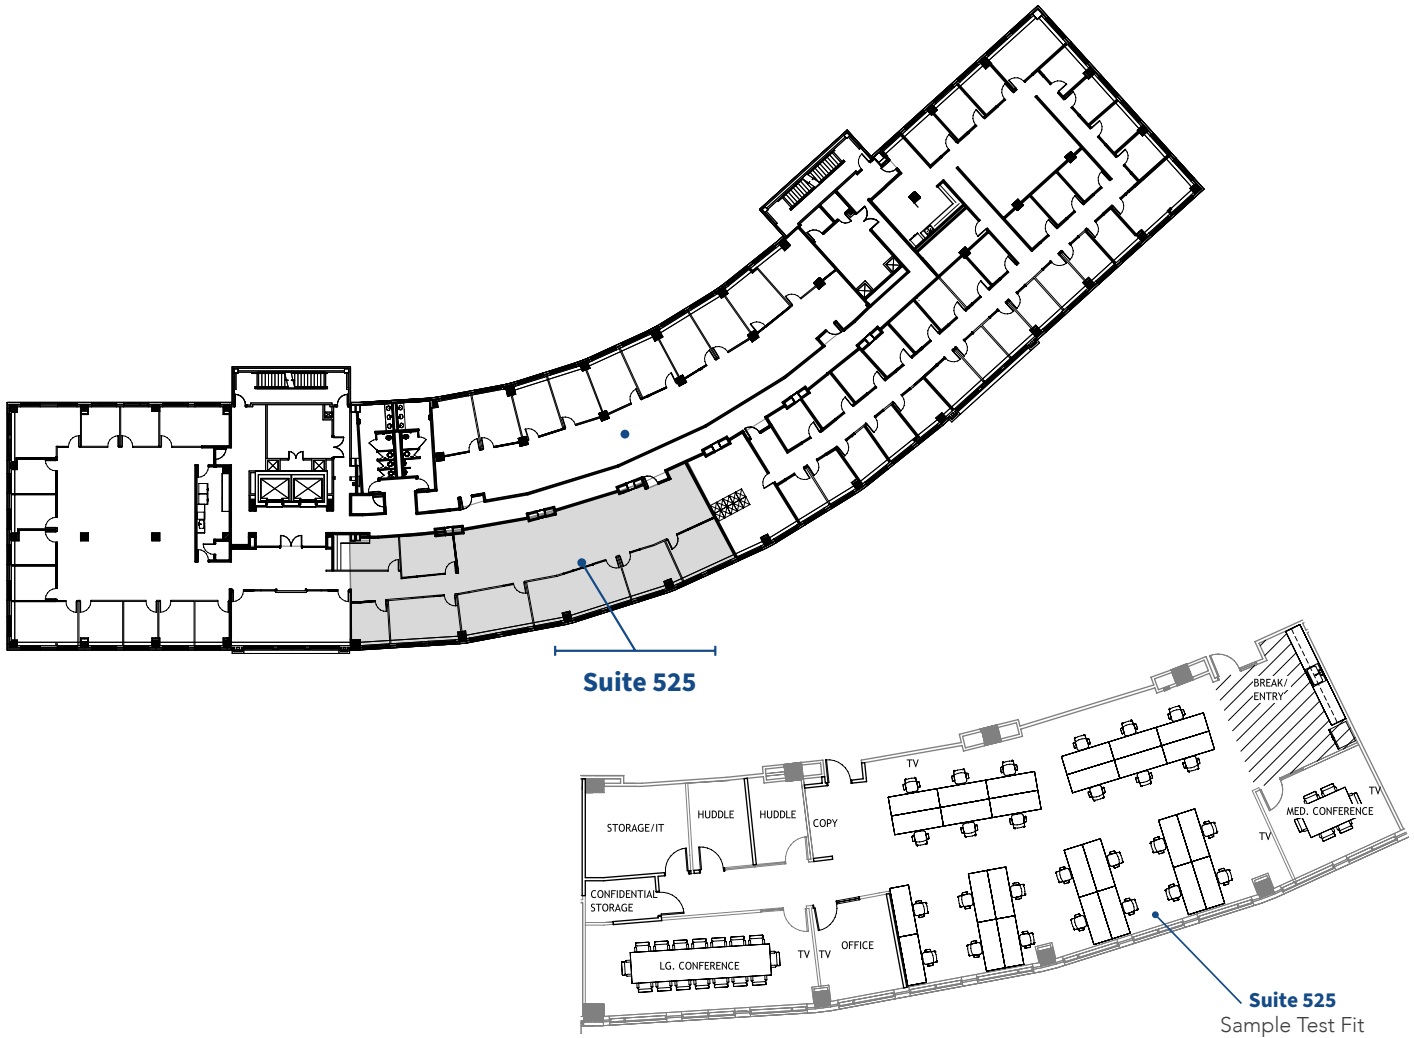 Suite 525
BREAK/
ENTRY
TV
TV
STORAGE/IT
HUDDLE
HUDDLE
COPY
MED. CONFERENCE
TV
CONFIDENTIAL
STORAGE
LG. CONFERENCE
TV
TV
OFFICE
Suite 525
Sample Test Fit